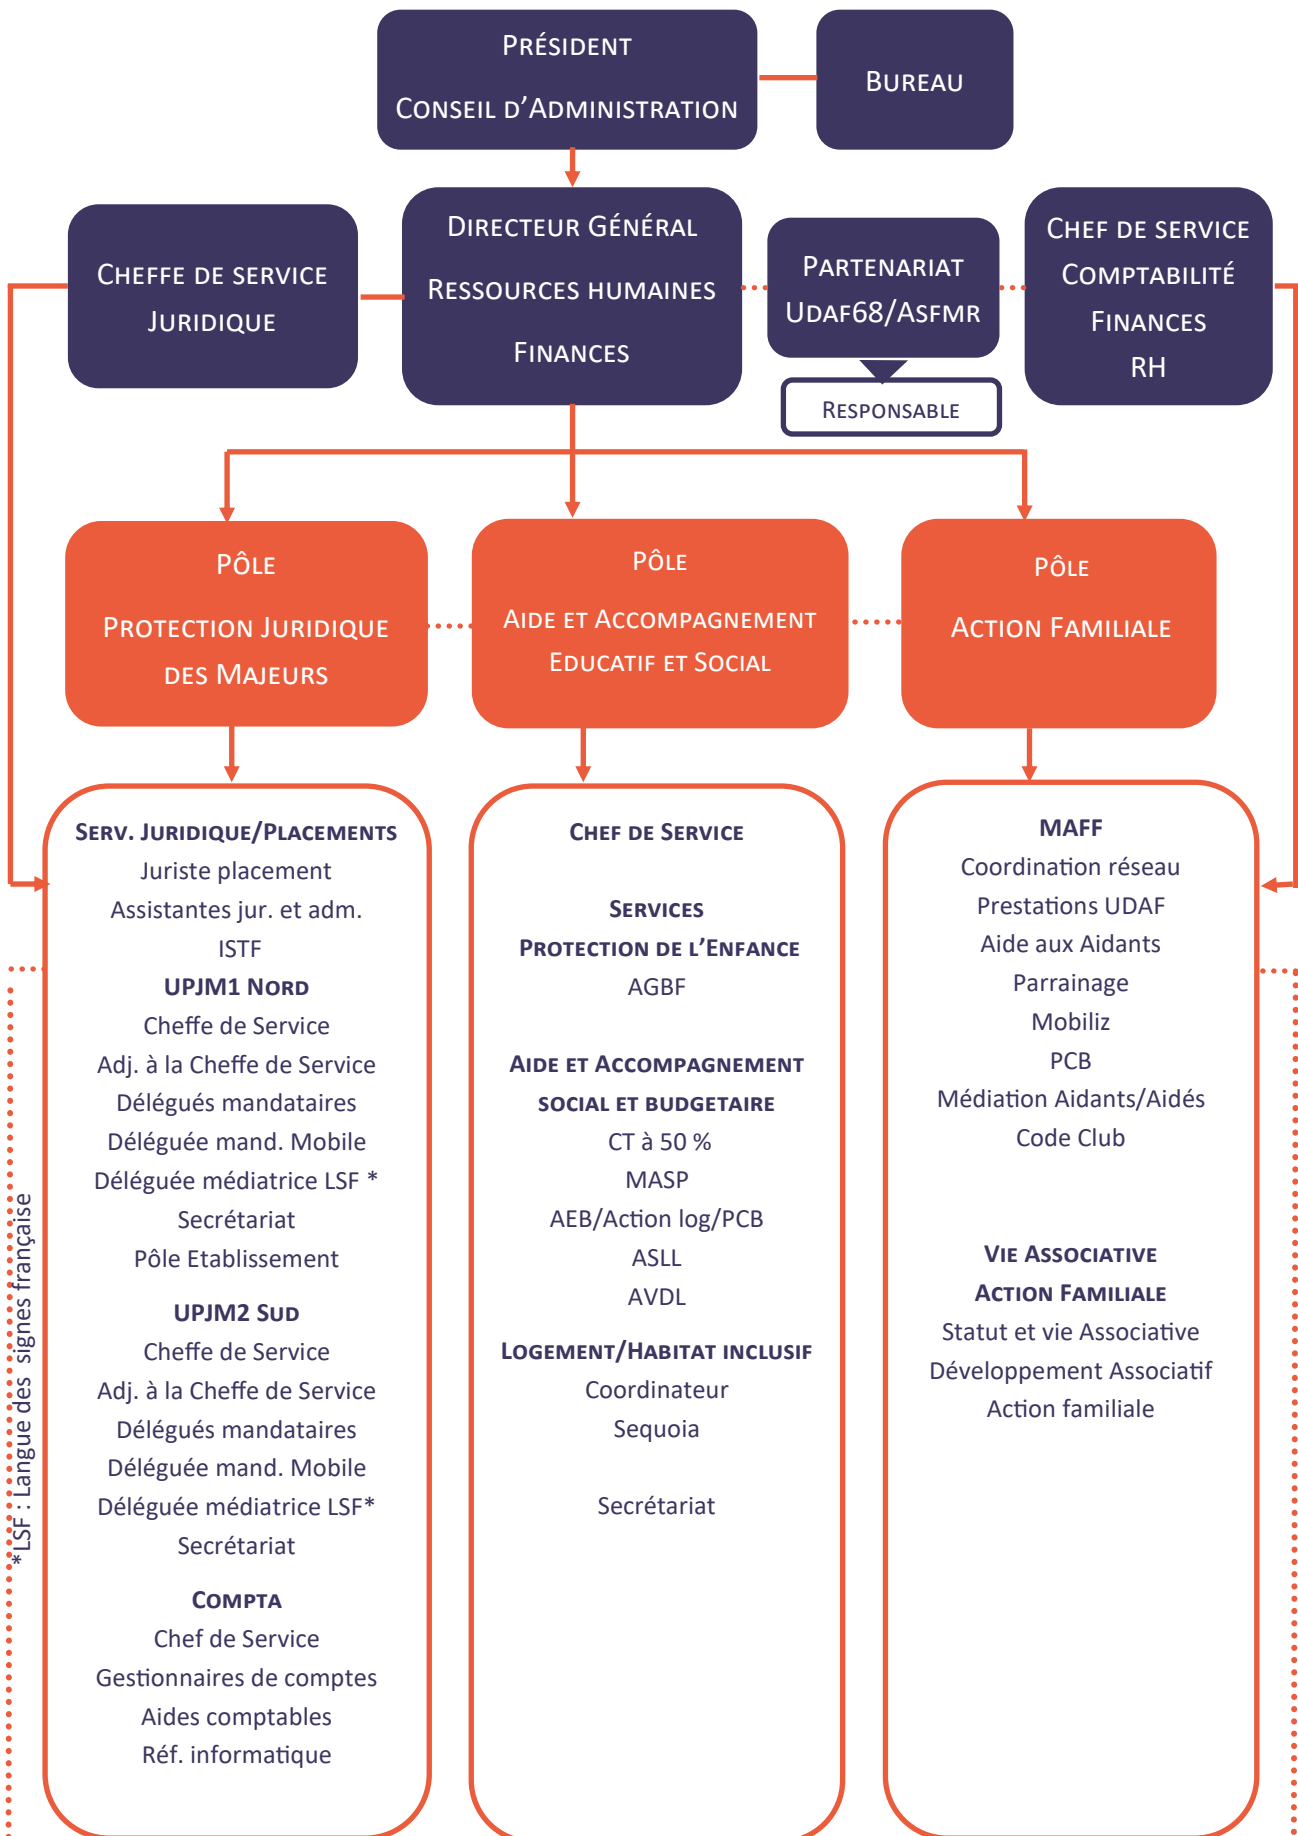 Président
Conseil d'Administration
Bureau
Cheffe de service
Juridique
Directeur Général
Ressources humaines
Finances
Partenariat
Udaf68/Asfmr
Responsable
Chef de service
Comptabilité
Finances
RH
Pôle
Protection Juridique
des Majeurs
Pôle
Aide et Accompagnement
Educatif et Social
Pôle
Action Familiale
Serv. Juridique/Placements
Juriste placement
Assistantes jur. et adm.
ISTF
UPJM1 Nord
Cheffe de Service
Adj. à la Cheffe de Service
Délégués mandataires
Déléguée mand. Mobile
Déléguée médiatrice LSF *
Secrétariat
Pôle Etablissement
UPJM2 Sud
Cheffe de Service
Adj. à la Cheffe de Service
Délégués mandataires
Déléguée mand. Mobile
Déléguée médiatrice LSF*
Secrétariat
Compta
Chef de Service
Gestionnaires de comptes
Aides comptables
Réf. informatique
Chef de Service
Services
Protection de l'Enfance
AGBF
Aide et Accompagnement
social et budgetaire
CT à 50 %
MASP
AEB/Action log/PCB
ASLL
AVDL
Logement/Habitat inclusif
Coordinateur
Sequoia
Secrétariat
MAFF
Coordination réseau
Prestations UDAF
Aide aux Aidants
Parrainage
Mobiliz
PCB
Médiation Aidants/Aidés
Code Club
Vie Associative
Action Familiale
Statut et vie Associative
Développement Associatif
Action familiale
*LSF : Langue des signes française